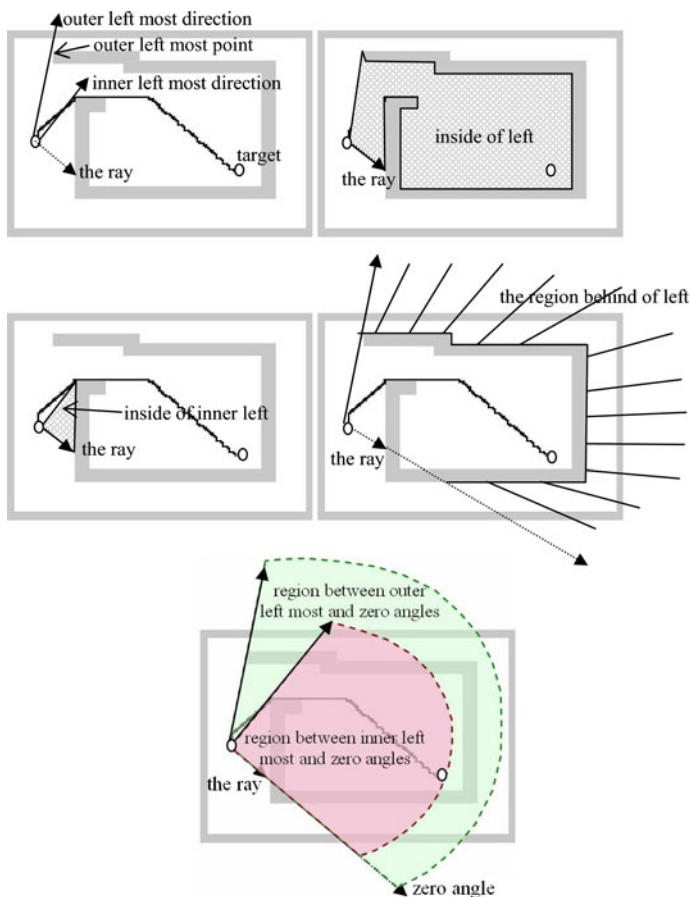 outer left most direction
outer left most point
inner left most direction
target
the ray
inside of left
the ray
inside of inner left
the ray
the region behind of left
the ray
region between outer
left most and zero angles
region between inner left
most and zero angles
the ray
zero angle